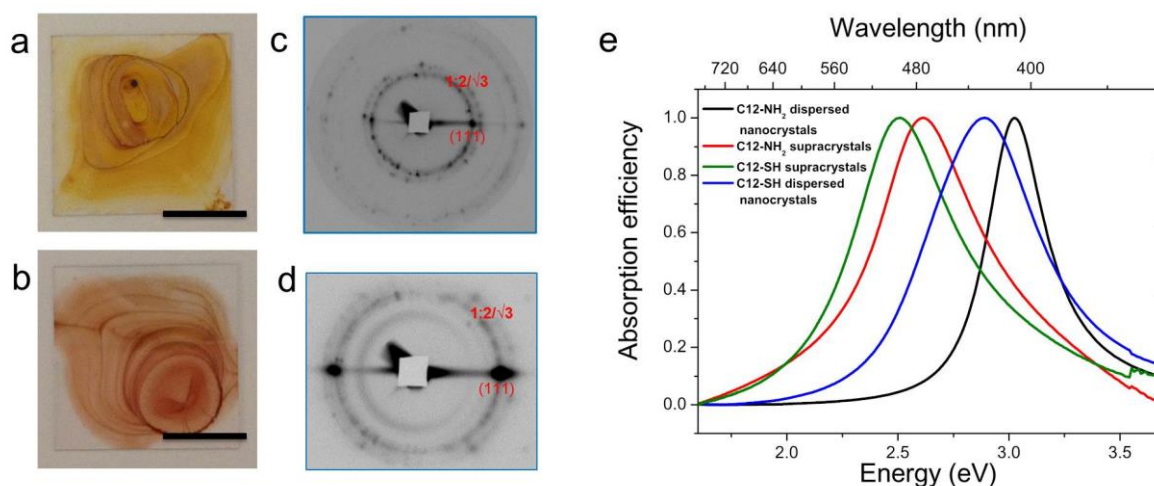 a
c
1:2/√3
(111)
b
d
1:2/√3
(111)
e
Wavelength (nm)
720 640 560 480 400
C12-NH₂ dispersed
nanocrystals
C12-NH₂ supracrystals
C12-SH supracrystals
C12-SH dispersed
nanocrystals
Absorption efficiency
1.0
0.8
0.6
0.4
0.2
0.0
2.0 2.5 3.0 3.5
Energy (eV)